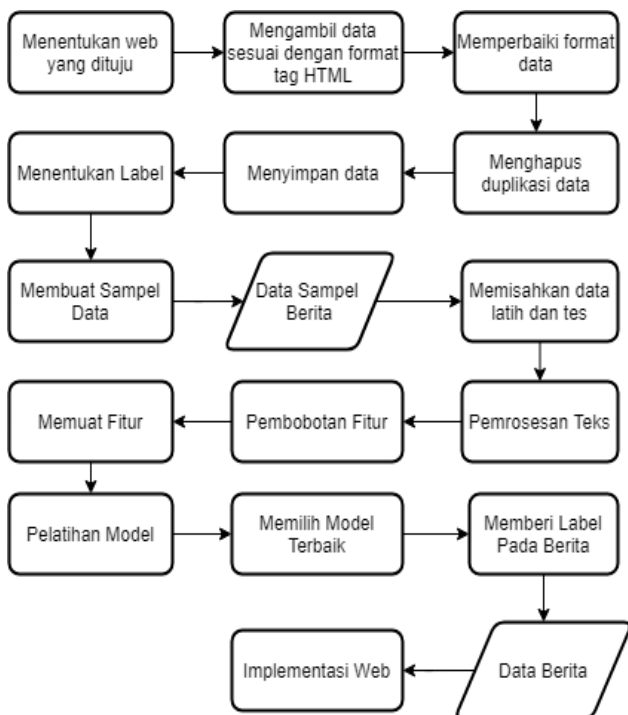 Menentukan web
yang dituju
Mengambil data
sesuai dengan format
tag HTML
Memperbaiki format
data
Menghapus
duplikasi data
Menyimpan data
Menentukan Label
Membuat Sampel
Data
Data Sampel
Berita
Memisahkan data
latih dan tes
Pemrosesan Teks
Pembobotan Fitur
Memuat Fitur
Pelatihan Model
Memilih Model
Terbaik
Memberi Label
Pada Berita
Data Berita
Implementasi Web